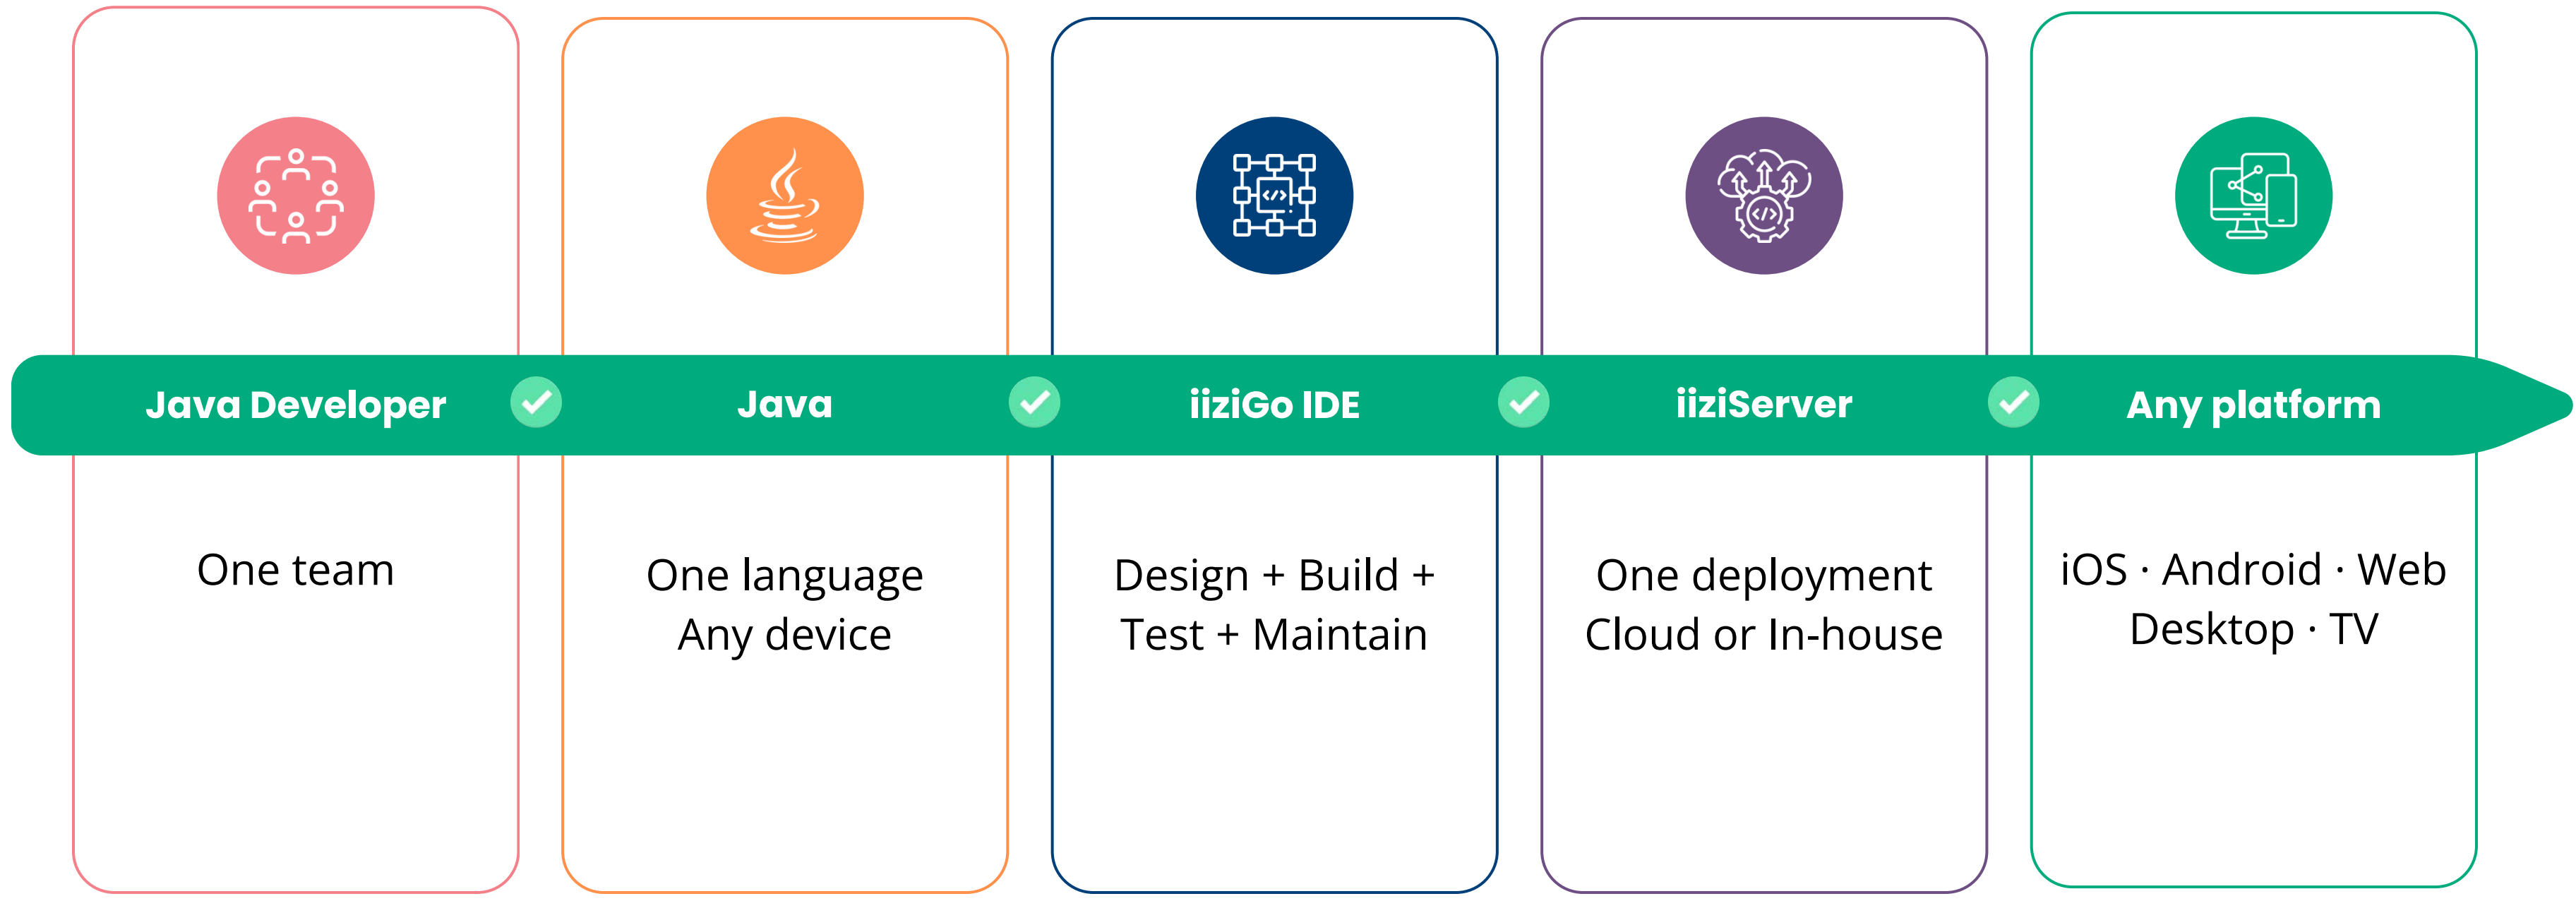 Java Developer
Java
iiziGo IDE
iiziServer
Any platform
One team
One language
Any device
Design + Build +
Test + Maintain
One deployment
Cloud or In-house
iOS · Android · Web
Desktop · TV